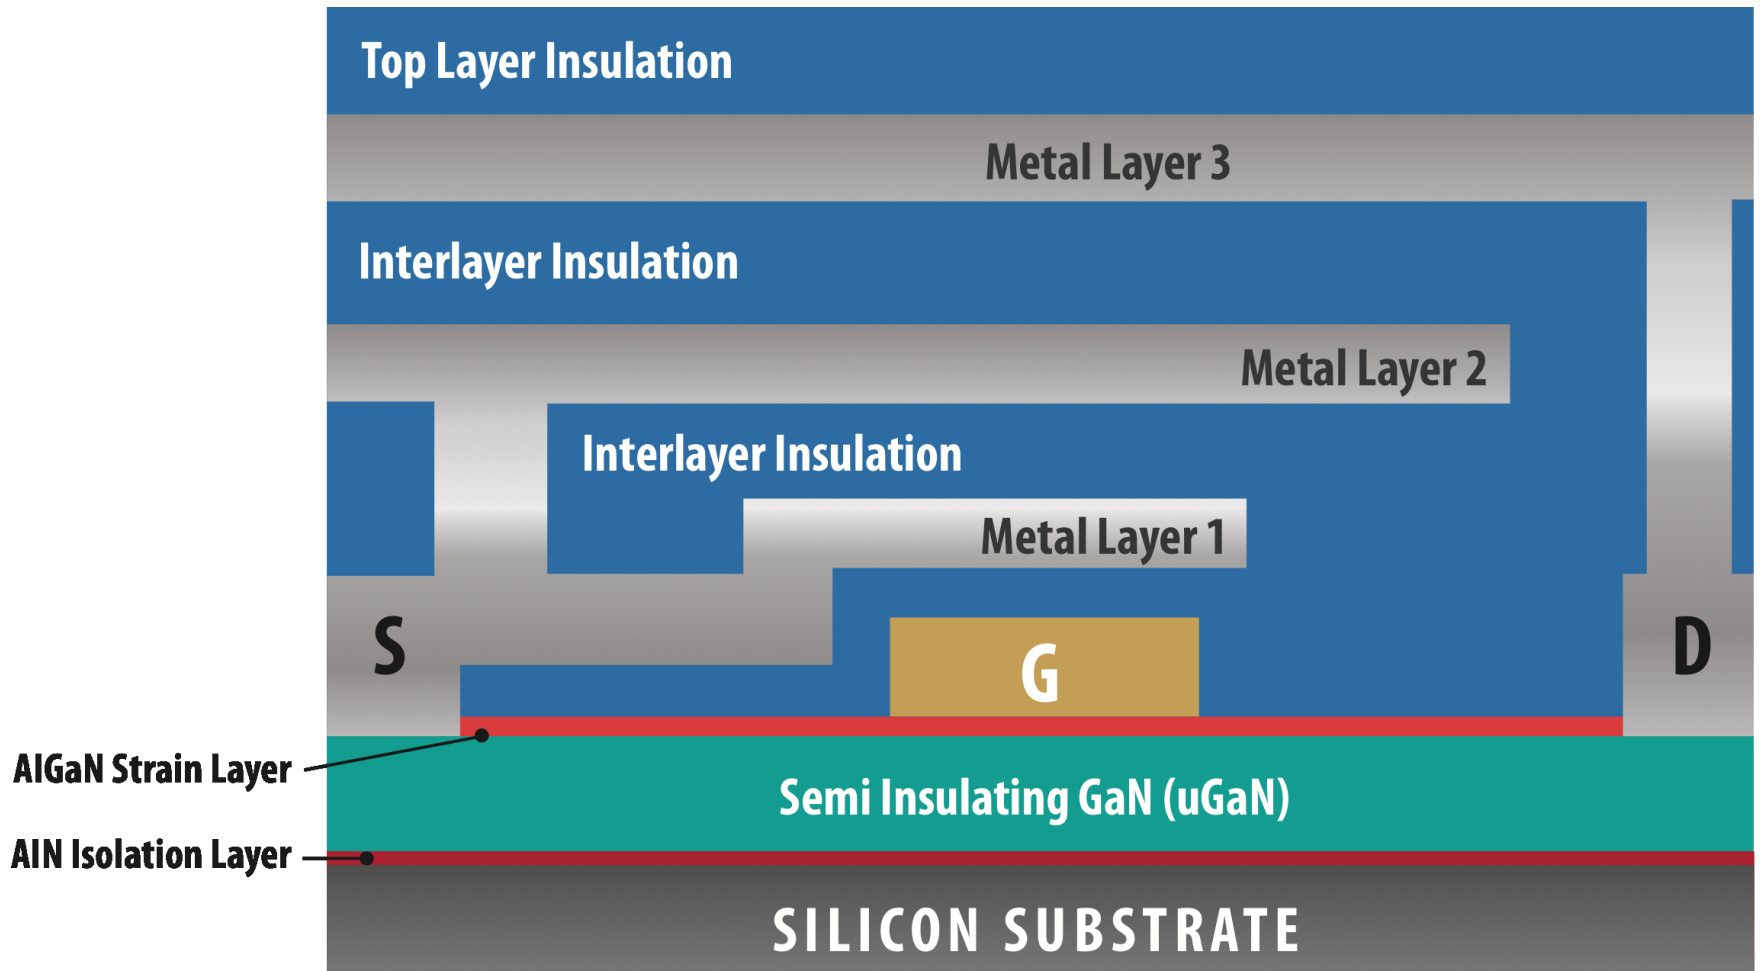 Top Layer Insulation
Metal Layer 3
Interlayer Insulation
Metal Layer 2
Interlayer Insulation
Metal Layer 1
S
G
D
AlGaN Strain Layer
Semi Insulating GaN (uGaN)
AlN Isolation Layer
SILICON SUBSTRATE